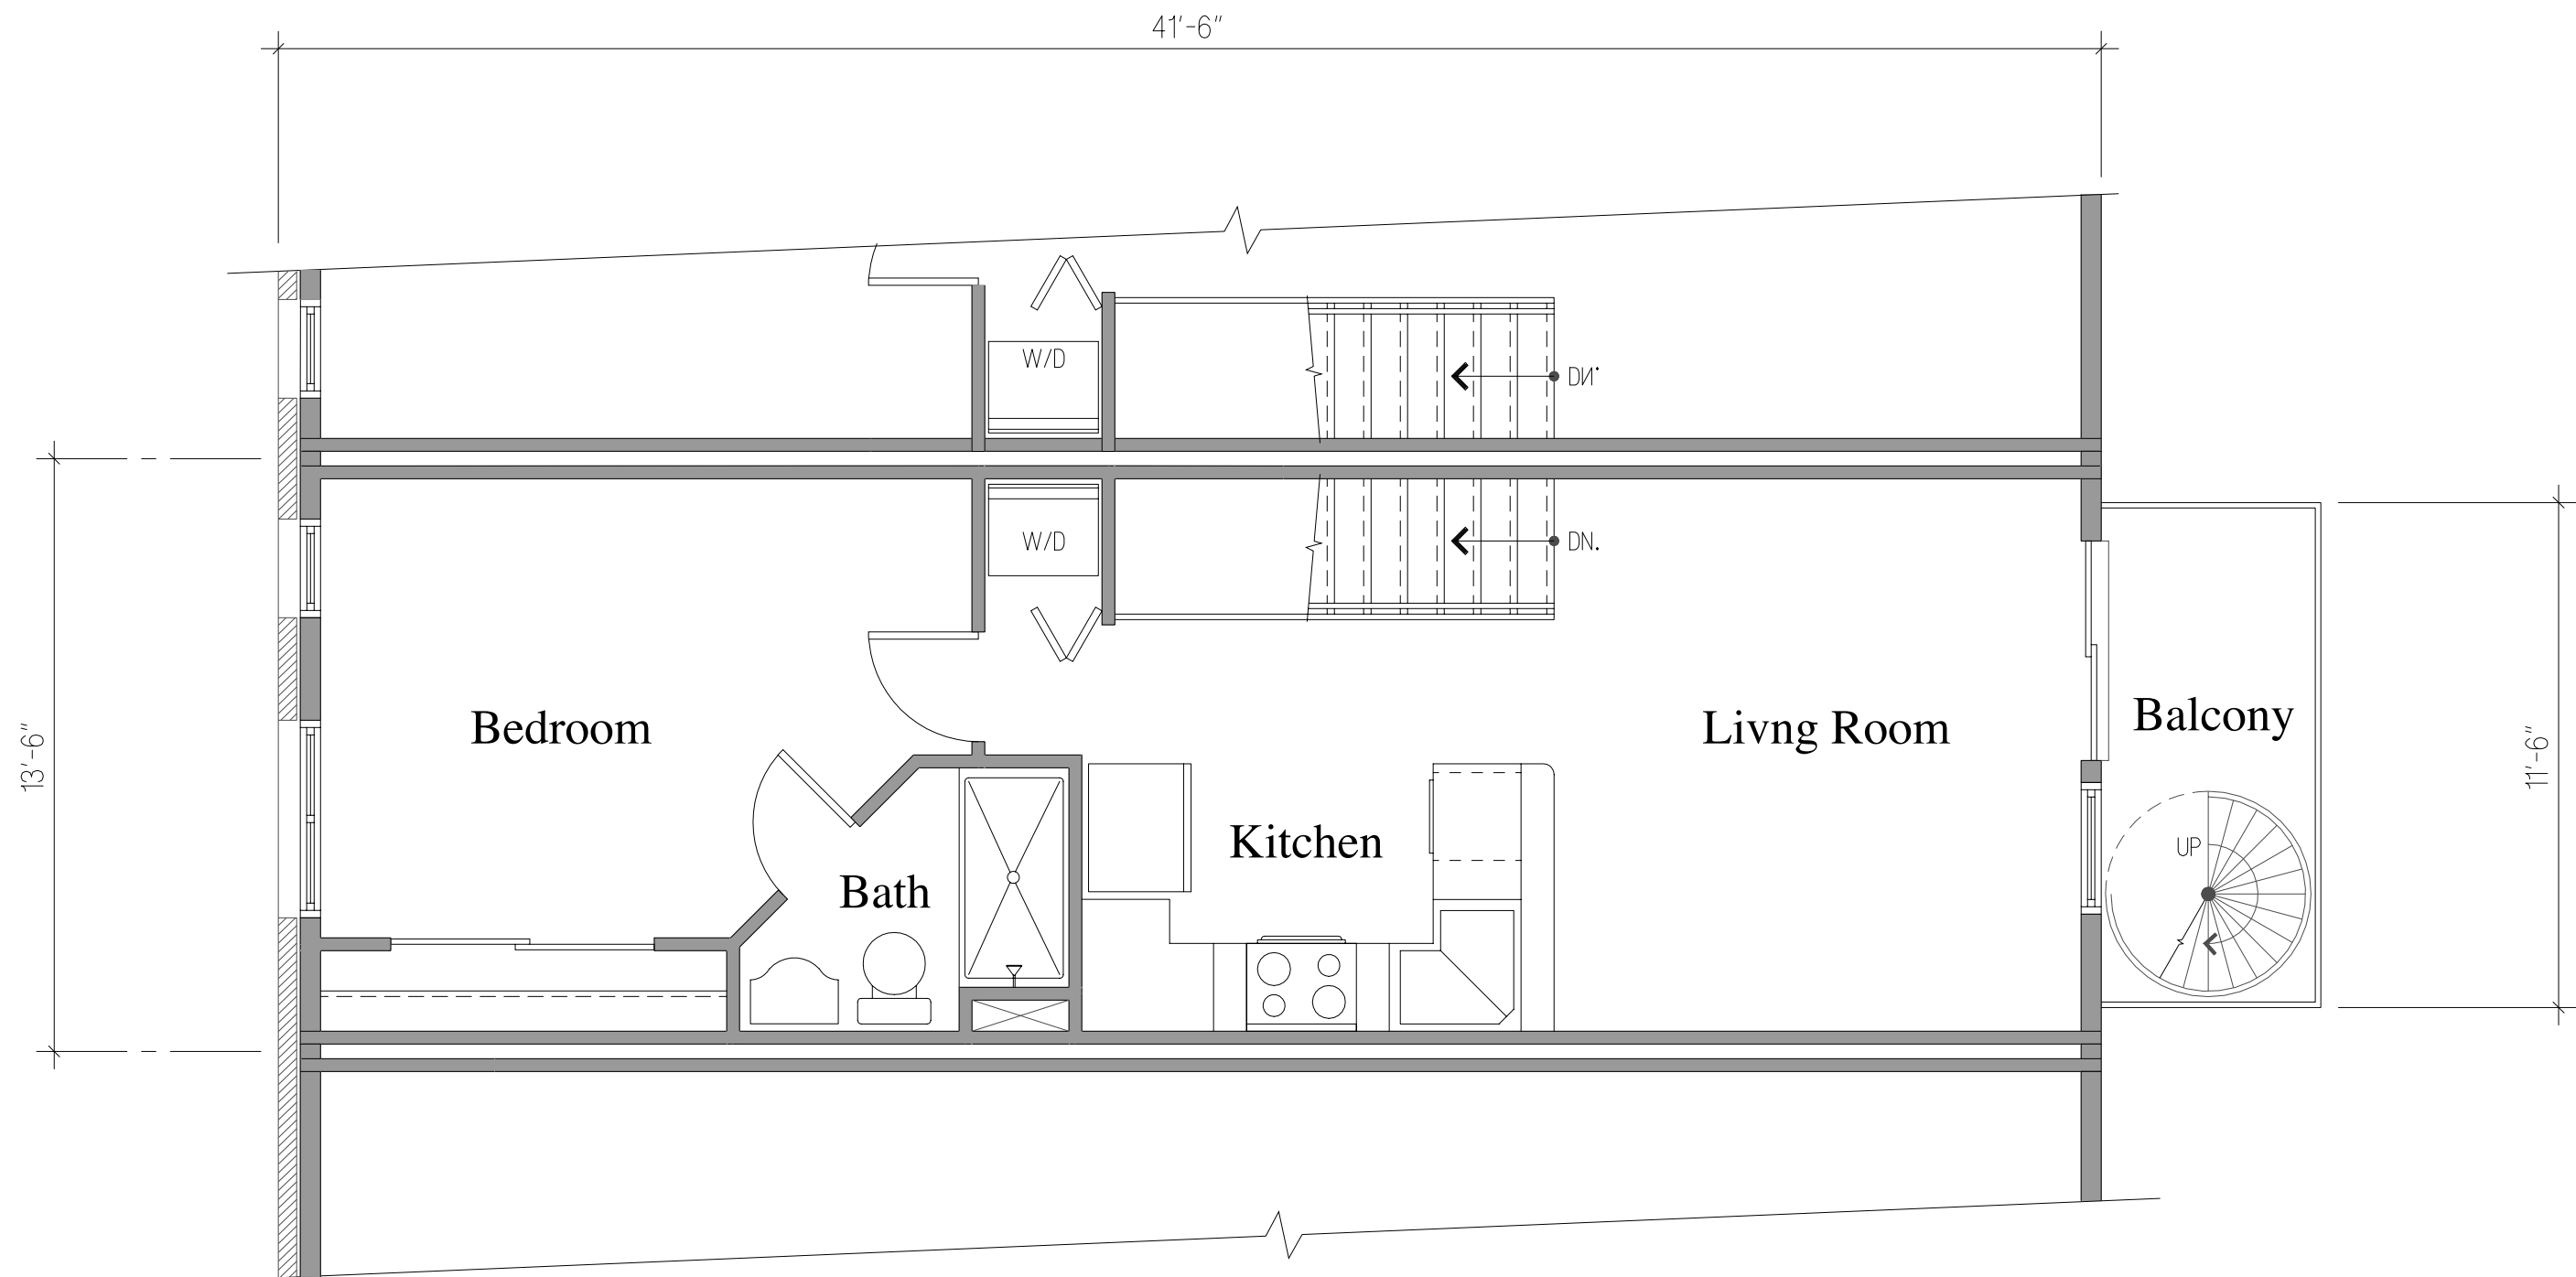 41'-6"
W/D
DN.
W/D
DN.
13'-6"
Bedroom
Livng Room
Balcony
11'-6"
Kitchen
UP
Bath